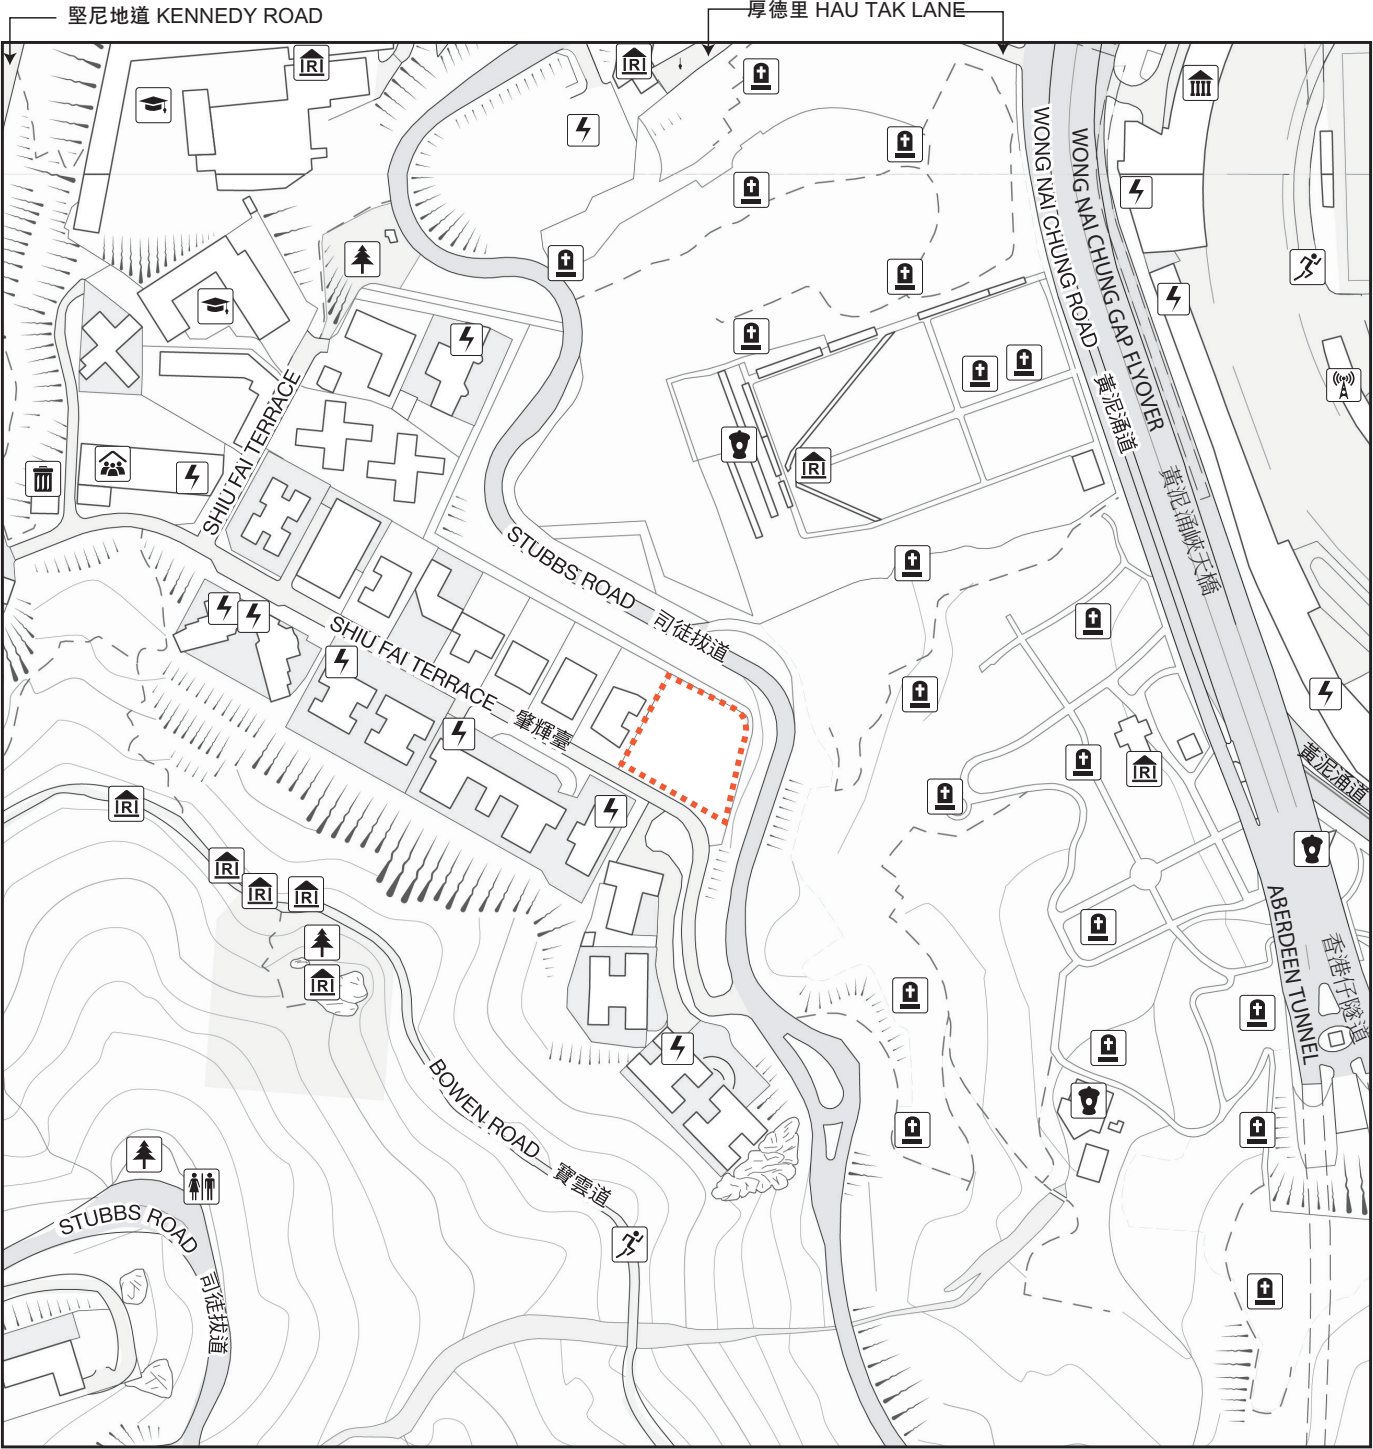 堅尼地道 KENNEDY ROAD
厚德里 HAU TAK LANE
WONG NAI CHUNG ROAD 黃泥涌道
WONG NAI CHUNG GAP FLYOVER 黃泥涌峽天橋
SHIU FAI TERRACE
STUBBS ROAD 司徒拔道
SHIU FAI TERRACE 肇輝臺
黃泥涌道
ABERDEEN TUNNEL 香港仔隧道
BOWEN ROAD 寶雲道
STUBBS ROAD 司徒拔道